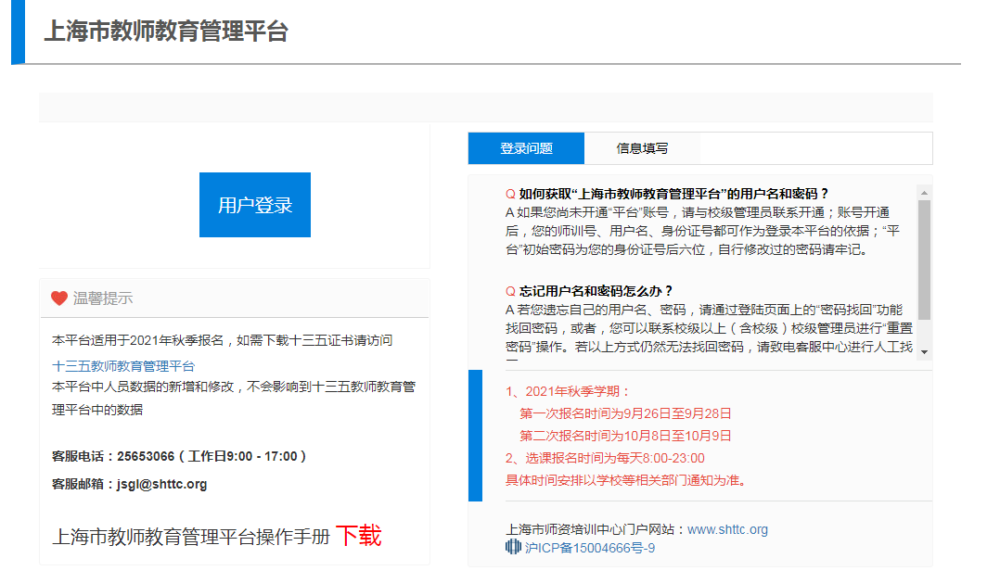 上海市教师教育管理平台
用户登录
温馨提示
本平台适用于2021年秋季报名，如需下载十三五证书请访问
十三五教师教育管理平台
本平台中人员数据的新增和修改，不会影响到十三五教师教育管
理平台中的数据
客服电话：25653066（工作日9:00 - 17:00）
客服邮箱：jsgl@shttc.org
上海市教师教育管理平台操作手册 下载
登录问题 信息填写
Q 如何获取“上海市教师教育管理平台”的用户名和密码？
A 如果您尚未开通“平台”账号，请与校级管理员联系开通；账号开通
后，您的师训号、用户名、身份证号都可作为登录本平台的依据；“平
台”初始密码为您的身份证号后六位，自行修改过的密码请牢记。
Q 忘记用户名和密码怎么办？
A 若您遗忘自己的用户名、密码，请通过登陆页面上的“密码找回”功能
找回密码，或者，您可以联系校级以上（含校级）校级管理员进行“重置
密码”操作。若以上方式仍然无法找回密码，请致电客服中心进行人工找
1、2021年秋季学期：
第一次报名时间为9月26日至9月28日
第二次报名时间为10月8日至10月9日
2、选课报名时间为每天8:00-23:00
具体时间安排以学校等相关部门通知为准。
上海市师资培训中心门户网站：www.shttc.org
沪ICP备15004666号-9